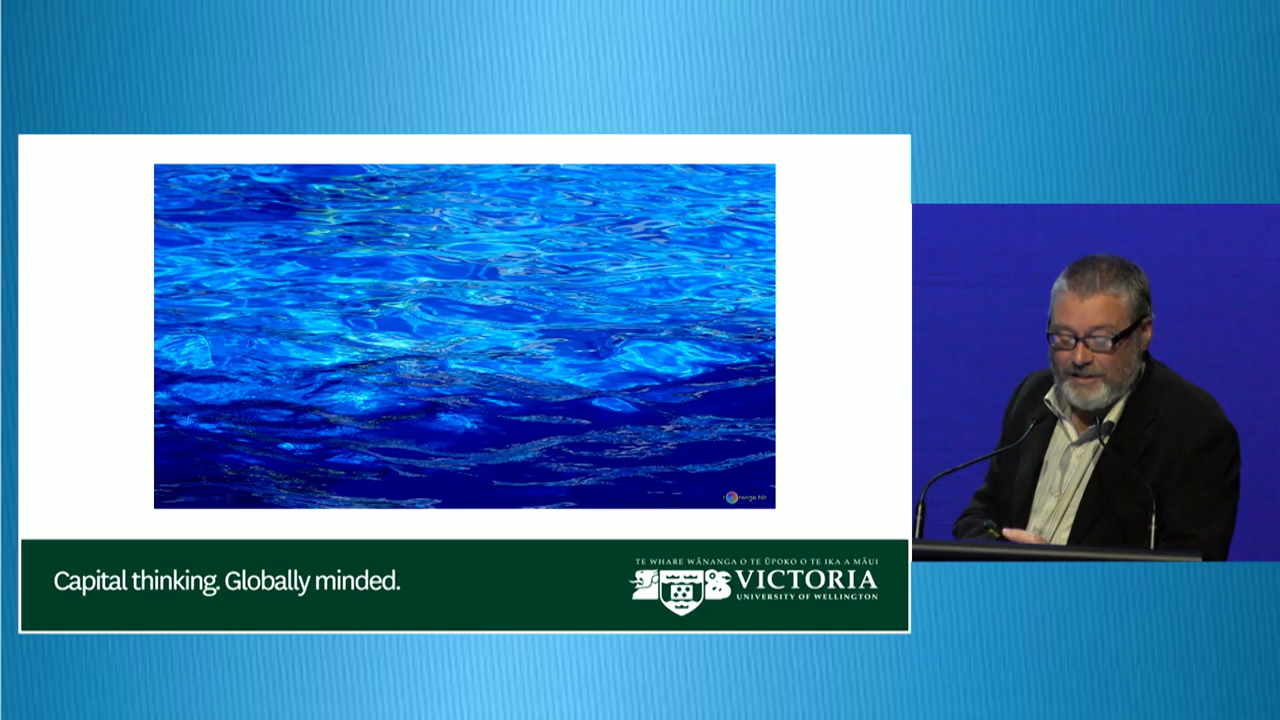 Capital thinking. Globally minded.
TE WHARE WĀNANGA O TE ŪPOKO O TE IKA A MĀUI
VICTORIA
UNIVERSITY OF WELLINGTON